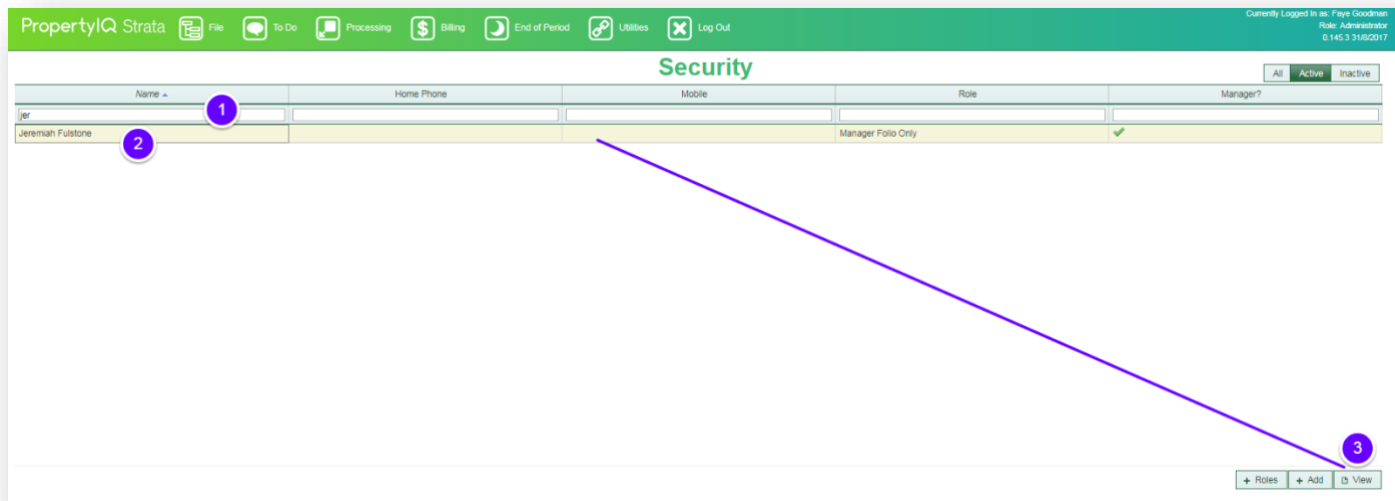 PropertyIQ Strata File To Do Processing Billing End of Period Utilities Log Out
Currently Logged In as: Faye Goodman
Role: Administrator
0.145.3 31/8/2017
Security
All Active Inactive
Name Home Phone Mobile Role Manager?
jer
1
Jeremiah Fulstone Manager Folio Only
2
3
+ Roles + Add View